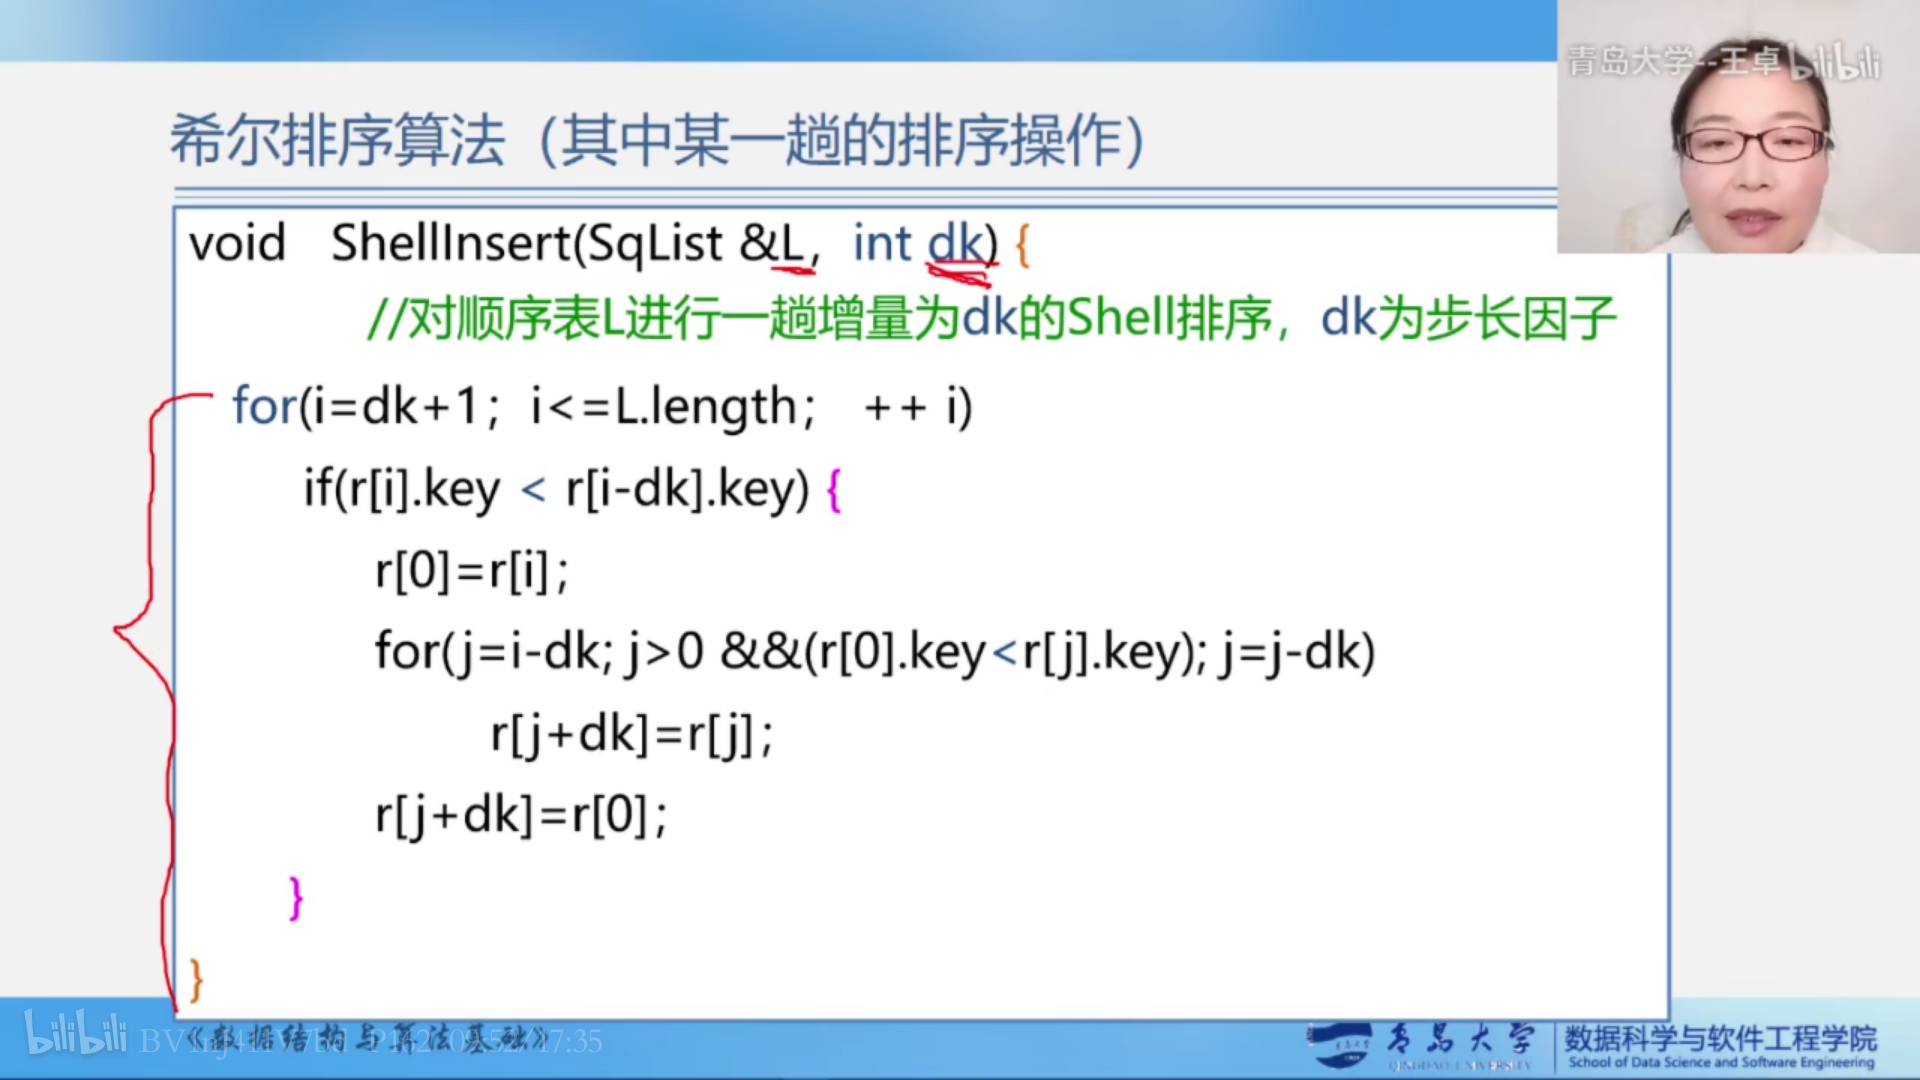 青岛大学--王卓 bilibili
希尔排序算法（其中某一趟的排序操作）
void ShellInsert(SqList &L, int dk) {
//对顺序表L进行一趟增量为dk的Shell排序，dk为步长因子
for(i=dk+1; i<=L.length; ++ i)
if(r[i].key < r[i-dk].key) {
r[0]=r[i];
for(j=i-dk; j>0 &&(r[0].key<r[j].key); j=j-dk)
r[j+dk]=r[j];
r[j+dk]=r[0];
}
}
bilibili
《数据结构与算法基础》
青岛大学
QINGDAO UNIVERSITY
数据科学与软件工程学院
School of Data Science and Software Engineering